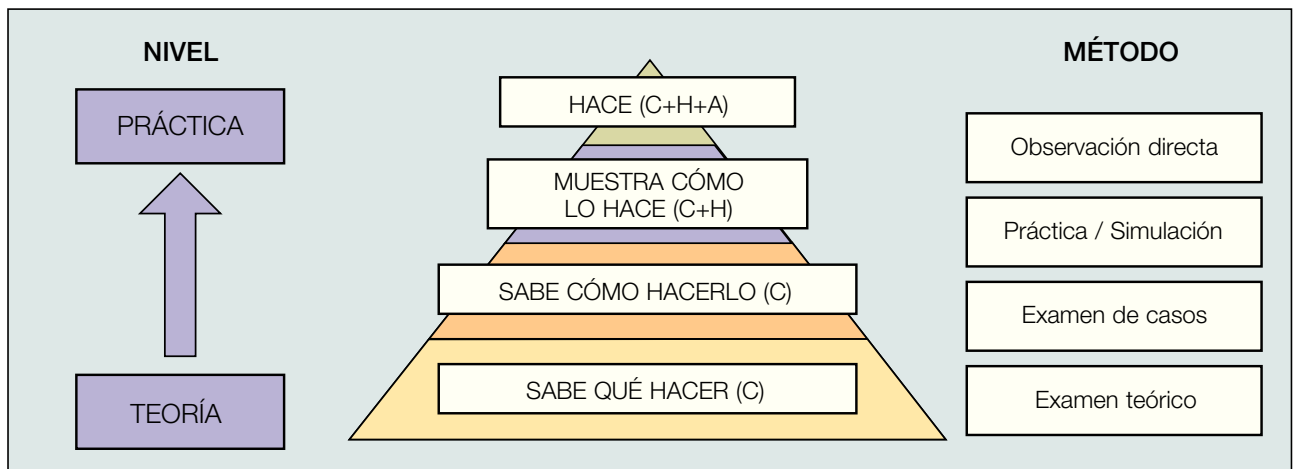 NIVEL
PRÁCTICA
TEORÍA
HACE (C+H+A)
MUESTRA CÓMO
LO HACE (C+H)
SABE CÓMO HACERLO (C)
SABE QUÉ HACER (C)
MÉTODO
Observación directa
Práctica / Simulación
Examen de casos
Examen teórico